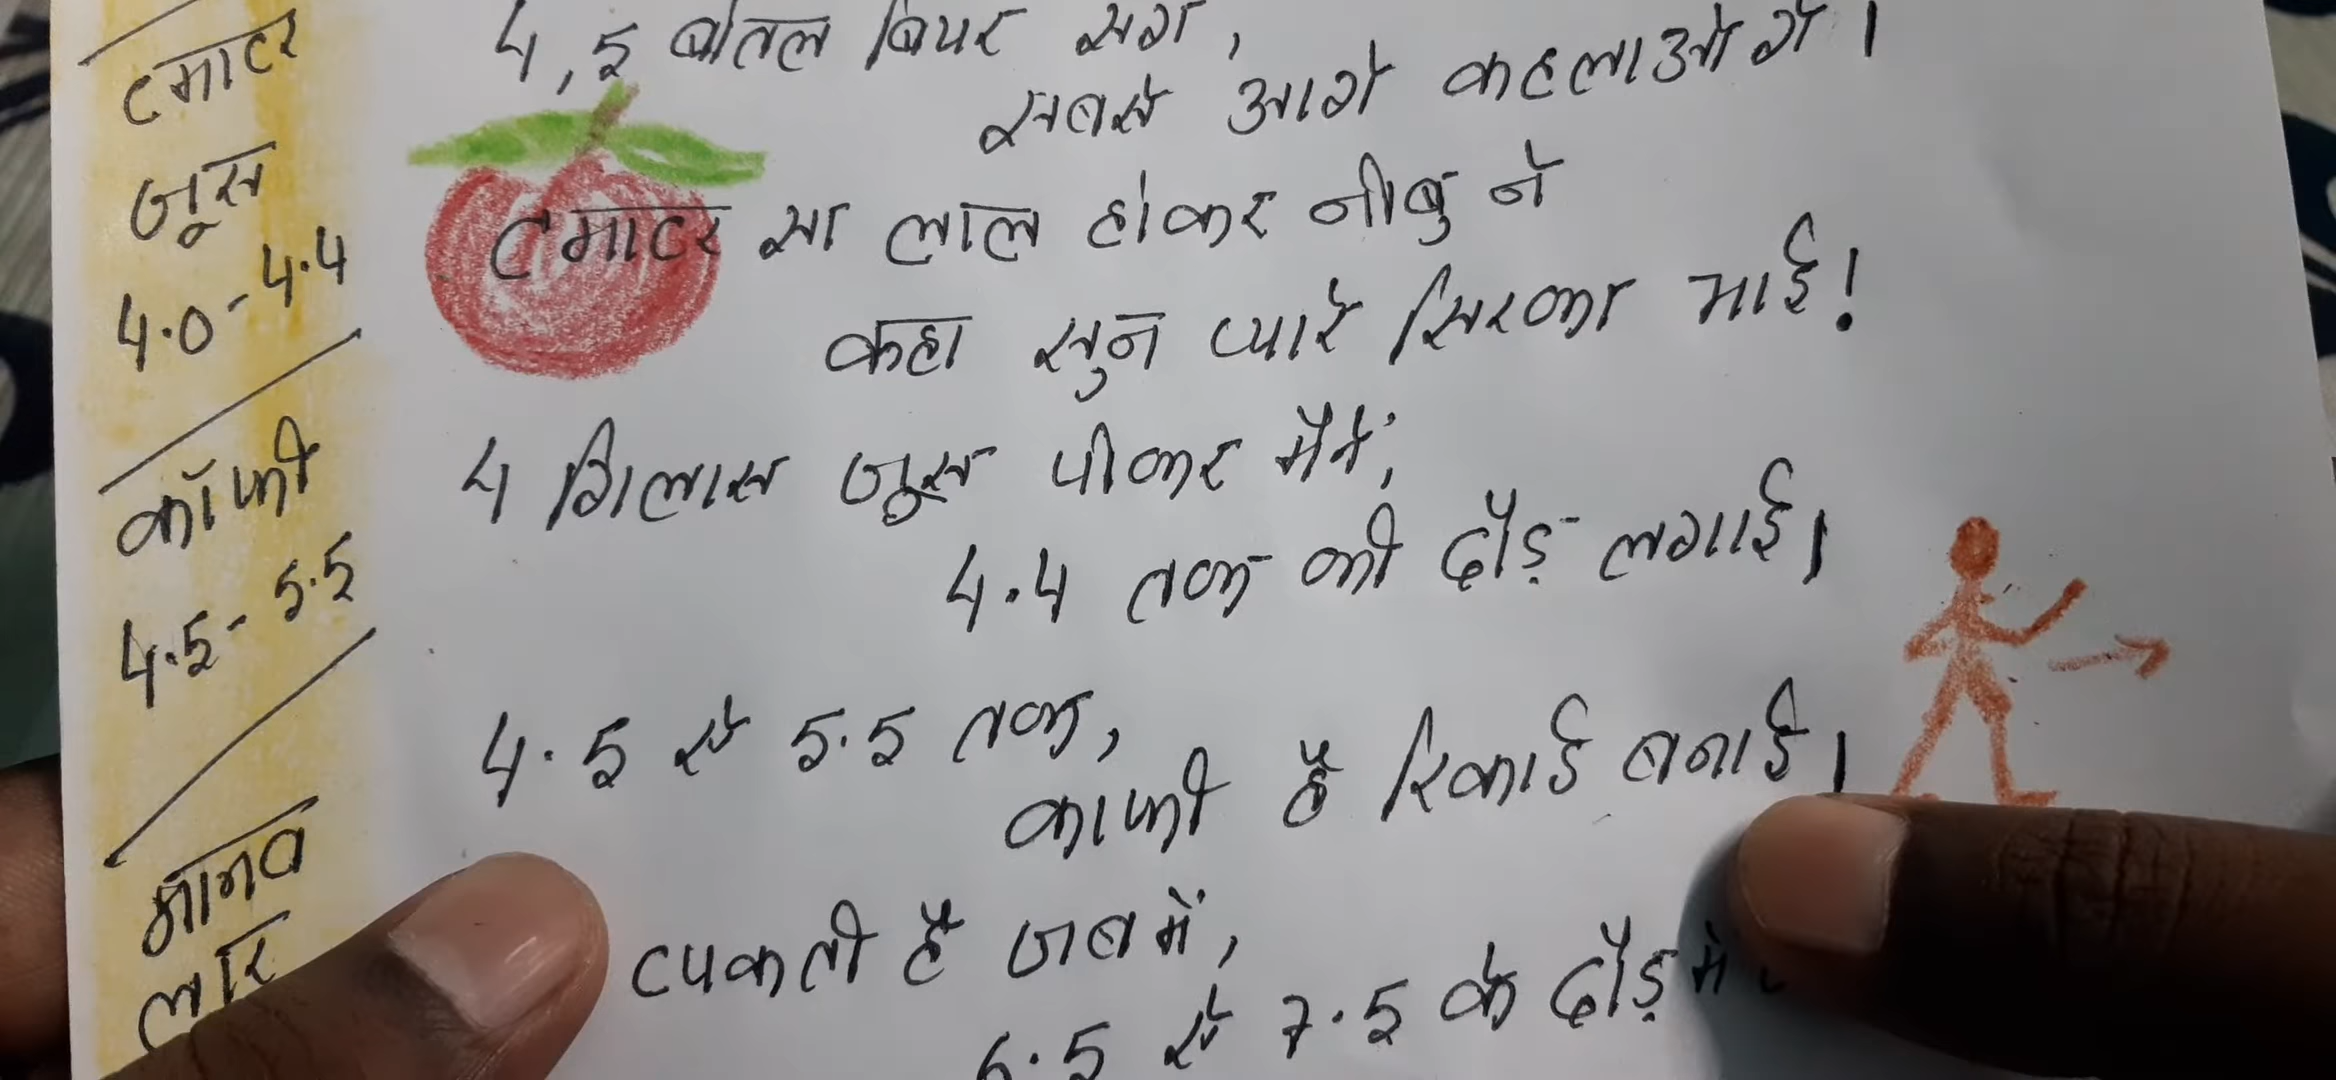 टमाटर
जूस
4.0-4.4
कॉफी
4.5-5.5
मानव
लार
4,5 बोतल बियर संग,
सबसे आगे कहलाओगे।
टमाटर सा लाल होकर नीबु ने
कहा सुन प्यारे सिरका भाई!
4 गिलास जूस पीकर मैंने,
4.4 तक की दौड़ लगाई।
4.5 से 5.5 तक,
काफी है रिकार्ड बनाई।
टपकती है जब में,
6.5 से 7.5 के दौड़ में